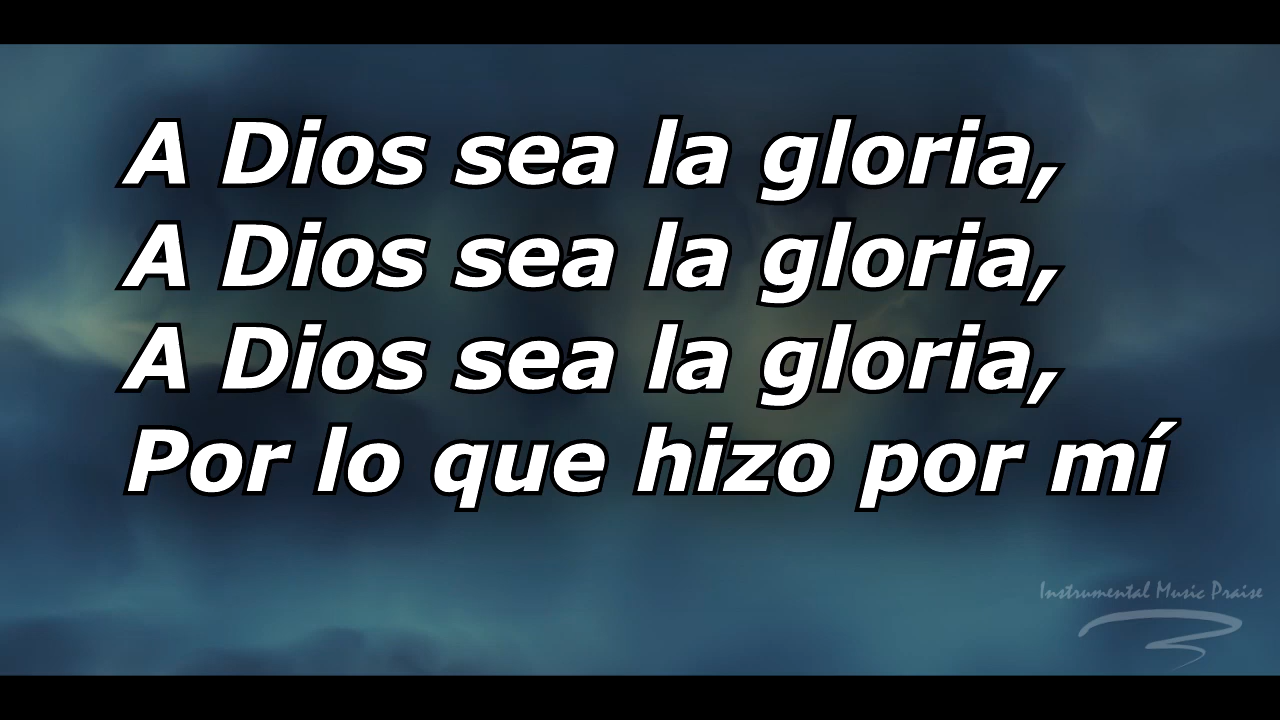 A Dios sea la gloria,
A Dios sea la gloria,
A Dios sea la gloria,
Por lo que hizo por mí
Instrumental Music Praise